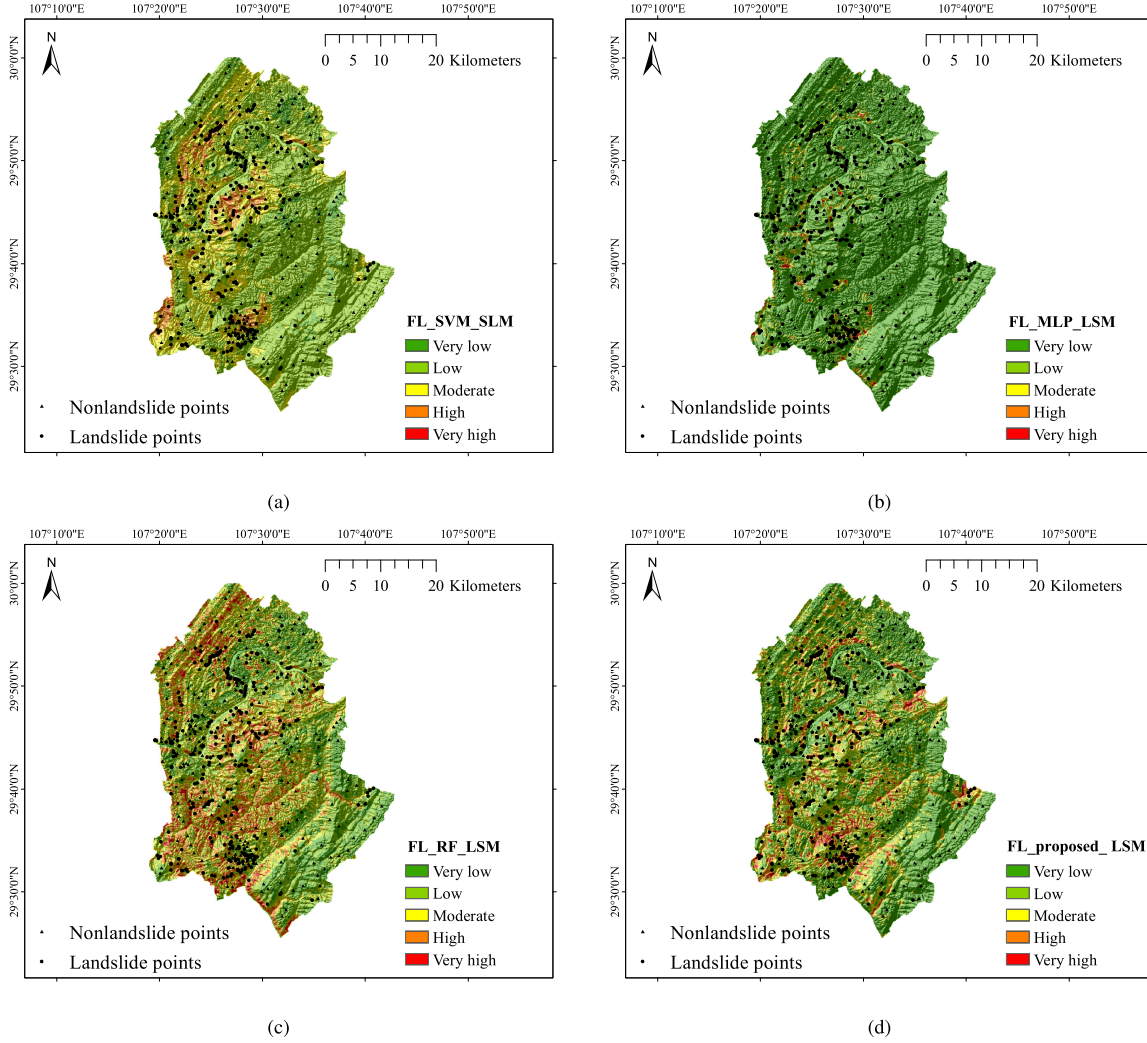 107°10'0"E 107°20'0"E 107°30'0"E 107°40'0"E 107°50'0"E
N
0 5 10 20 Kilometers
30°0'0"N
29°50'0"N
29°40'0"N
29°30'0"N
FL_SVM_SLM
Very low
Low
Moderate
High
Very high
Nonlandslide points
Landslide points
(a)
107°10'0"E 107°20'0"E 107°30'0"E 107°40'0"E 107°50'0"E
N
0 5 10 20 Kilometers
30°0'0"N
29°50'0"N
29°40'0"N
29°30'0"N
FL_MLP_LSM
Very low
Low
Moderate
High
Very high
Nonlandslide points
Landslide points
(b)
107°10'0"E 107°20'0"E 107°30'0"E 107°40'0"E 107°50'0"E
N
0 5 10 20 Kilometers
30°0'0"N
29°50'0"N
29°40'0"N
29°30'0"N
FL_RF_LSM
Very low
Low
Moderate
High
Very high
Nonlandslide points
Landslide points
(c)
107°10'0"E 107°20'0"E 107°30'0"E 107°40'0"E 107°50'0"E
N
0 5 10 20 Kilometers
30°0'0"N
29°50'0"N
29°40'0"N
29°30'0"N
FL_proposed_ LSM
Very low
Low
Moderate
High
Very high
Nonlandslide points
Landslide points
(d)